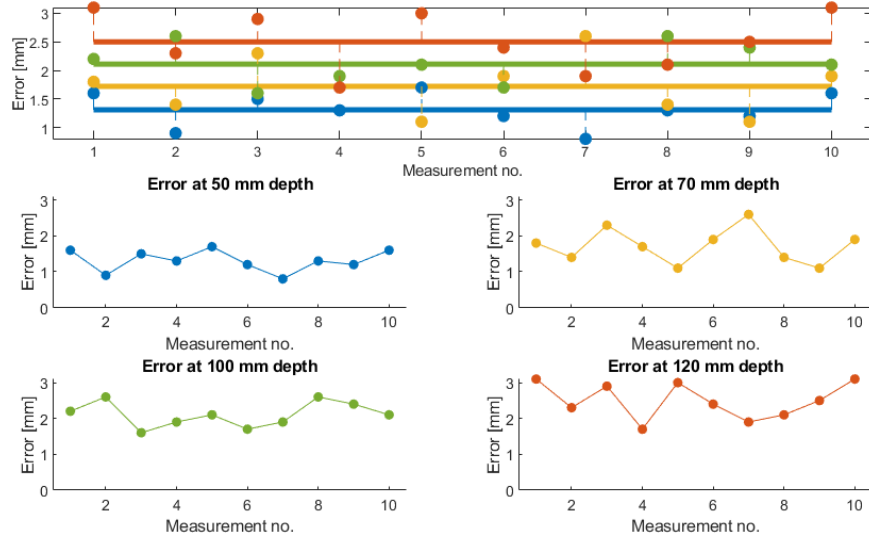 3
2.5
2
1.5
1
Error [mm]
1 2 3 4 5 6 7 8 9 10
Measurement no.
Error at 50 mm depth
3
2
1
0
Error [mm]
2 4 6 8 10
Measurement no.
Error at 70 mm depth
3
2
1
0
Error [mm]
2 4 6 8 10
Measurement no.
Error at 100 mm depth
3
2
1
0
Error [mm]
2 4 6 8 10
Measurement no.
Error at 120 mm depth
3
2
1
0
Error [mm]
2 4 6 8 10
Measurement no.